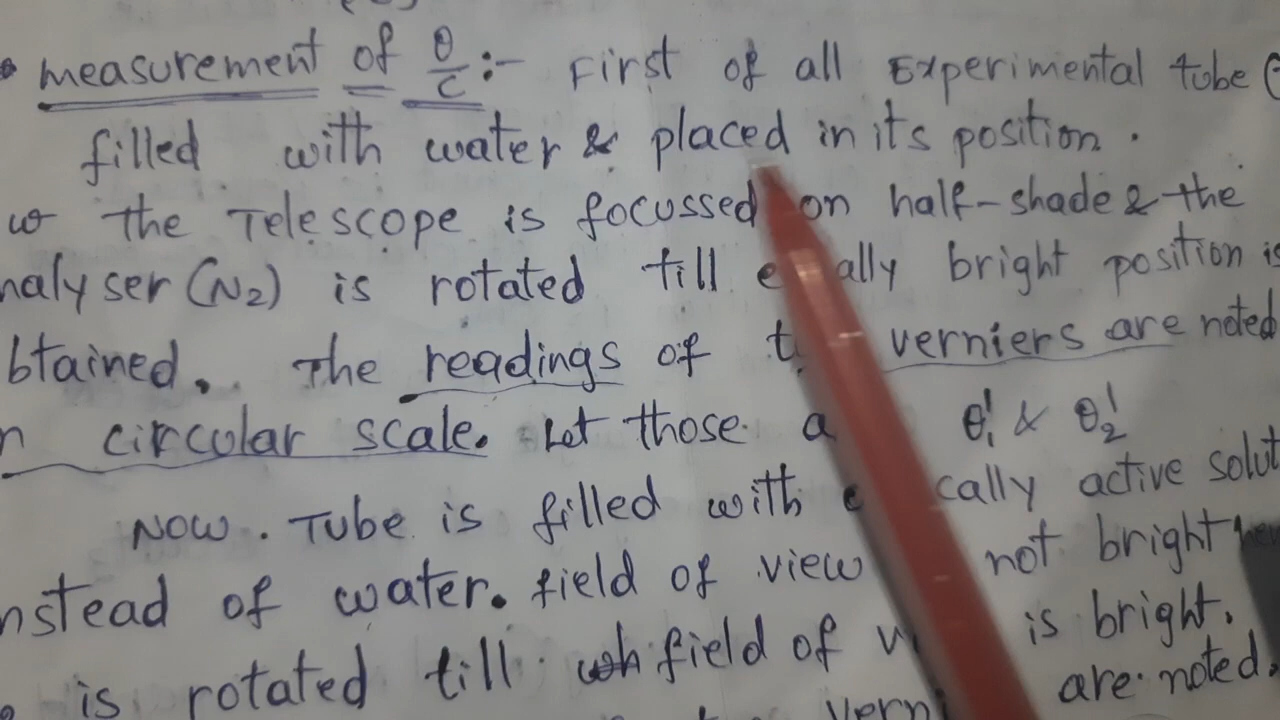 measurement of θ/c :- First of all Experimental tube
filled with water & placed in its position.
the Telescope is focussed on half-shade & the
nalyser (N2) is rotated till e ally bright position is
btained. The readings of t verniers are noted
n circular scale. Let those a θ1' & θ2'
Now. Tube is filled with cally active solut
nstead of water. field of view not bright
is rotated till field of v is bright.
verni are noted.